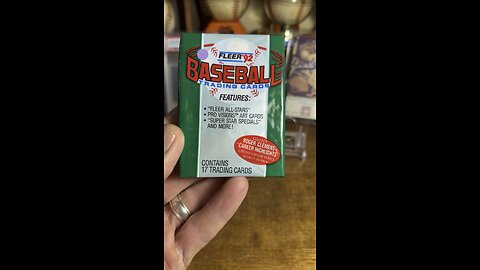 FLEER '92
BASEBALL
TRADING CARDS
FEATURES:
• "FLEER ALL-STARS"
• PRO VISIONS ART CARDS
• "SUPER STAR SPECIALS"
AND MORE!
ROGER CLEMENS
CAREER HIGHLIGHTS
CONTAINS
17 TRADING CARDS